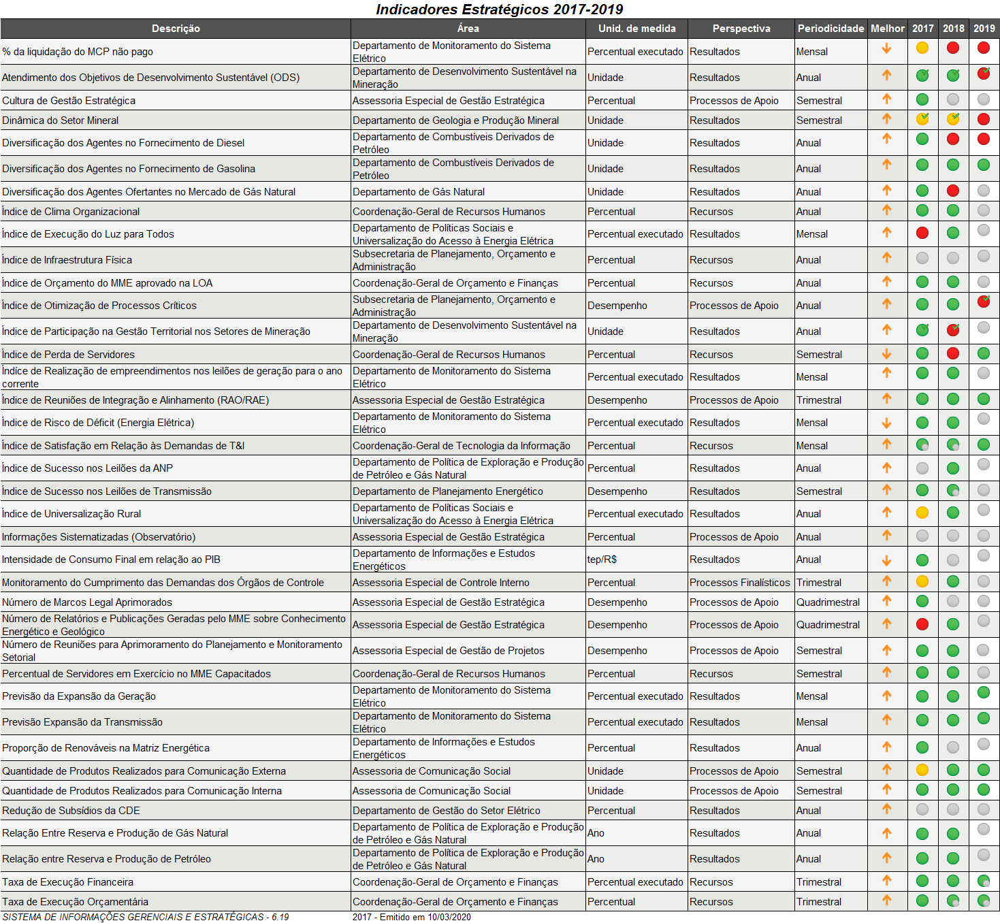 Indicadores Estratégicos 2017-2019
Descrição Área Unid. de medida Perspectiva Periodicidade Melhor 2017 2018 2019
% da liquidação do MCP não pago Departamento de Monitoramento do Sistema Elétrico Percentual executado Resultados Mensal
Atendimento dos Objetivos de Desenvolvimento Sustentável (ODS) Departamento de Desenvolvimento Sustentável na Mineração Unidade Resultados Anual
Cultura de Gestão Estratégica Assessoria Especial de Gestão Estratégica Percentual Processos de Apoio Semestral
Dinâmica do Setor Mineral Departamento de Geologia e Produção Mineral Unidade Resultados Semestral
Diversificação dos Agentes no Fornecimento de Diesel Departamento de Combustíveis Derivados de Petróleo Unidade Resultados Anual
Diversificação dos Agentes no Fornecimento de Gasolina Departamento de Combustíveis Derivados de Petróleo Unidade Resultados Anual
Diversificação dos Agentes Ofertantes no Mercado de Gás Natural Departamento de Gás Natural Unidade Resultados Anual
Índice de Clima Organizacional Coordenação-Geral de Recursos Humanos Percentual Recursos Anual
Índice de Execução do Luz para Todos Departamento de Políticas Sociais e Universalização do Acesso à Energia Elétrica Percentual executado Resultados Mensal
Índice de Infraestrutura Física Subsecretaria de Planejamento, Orçamento e Administração Percentual Recursos Anual
Índice de Orçamento do MME aprovado na LOA Coordenação-Geral de Orçamento e Finanças Percentual Recursos Anual
Índice de Otimização de Processos Críticos Subsecretaria de Planejamento, Orçamento e Administração Desempenho Processos de Apoio Anual
Índice de Participação na Gestão Territorial nos Setores de Mineração Departamento de Desenvolvimento Sustentável na Mineração Unidade Resultados Anual
Índice de Perda de Servidores Coordenação-Geral de Recursos Humanos Percentual Recursos Semestral
Indíce de Realização de empreendimentos nos leilões de geração para o ano corrente Departamento de Monitoramento do Sistema Elétrico Percentual executado Resultados Mensal
Índice de Reuniões de Integração e Alinhamento (RAO/RAE) Assessoria Especial de Gestão Estratégica Desempenho Processos de Apoio Trimestral
Índice de Risco de Déficit (Energia Elétrica) Departamento de Monitoramento do Sistema Elétrico Percentual executado Resultados Mensal
Índice de Satisfação em Relação às Demandas de T&I Coordenação-Geral de Tecnologia da Informação Percentual Recursos Mensal
Índice de Sucesso nos Leilões da ANP Departamento de Política de Exploração e Produção de Petróleo e Gás Natural Percentual Resultados Anual
Índice de Sucesso nos Leilões de Transmissão Departamento de Planejamento Energético Desempenho Resultados Semestral
Índice de Universalização Rural Departamento de Políticas Sociais e Universalização do Acesso à Energia Elétrica Percentual executado Resultados Anual
Informações Sistematizadas (Observatório) Assessoria Especial de Gestão Estratégica Percentual Processos de Apoio Anual
Intensidade de Consumo Final em relação ao PIB Departamento de Informações e Estudos Energéticos tep/R$ Resultados Anual
Monitoramento do Cumprimento das Demandas dos Órgãos de Controle Assessoria Especial de Controle Interno Percentual Processos Finalísticos Trimestral
Número de Marcos Legal Aprimorados Assessoria Especial de Gestão Estratégica Desempenho Processos de Apoio Quadrimestral
Número de Relatórios e Publicações Geradas pelo MME sobre Conhecimento Energético e Geológico Assessoria Especial de Gestão Estratégica Desempenho Processos de Apoio Quadrimestral
Número de Reuniões para Aprimoramento do Planejamento e Monitoramento Setorial Assessoria Especial de Gestão de Projetos Desempenho Processos de Apoio Semestral
Percentual de Servidores em Exercício no MME Capacitados Coordenação-Geral de Recursos Humanos Percentual Recursos Semestral
Previsão da Expansão da Geração Departamento de Monitoramento do Sistema Elétrico Percentual executado Resultados Mensal
Previsão Expansão da Transmissão Departamento de Monitoramento do Sistema Elétrico Percentual executado Resultados Mensal
Proporção de Renováveis na Matriz Energética Departamento de Informações e Estudos Energéticos Percentual Resultados Anual
Quantidade de Produtos Realizados para Comunicação Externa Assessoria de Comunicação Social Unidade Processos de Apoio Semestral
Quantidade de Produtos Realizados para Comunicação Interna Assessoria de Comunicação Social Unidade Processos de Apoio Semestral
Redução de Subsídios da CDE Departamento de Gestão do Setor Elétrico Percentual Resultados Anual
Relação Entre Reserva e Produção de Gás Natural Departamento de Política de Exploração e Produção de Petróleo e Gás Natural Ano Resultados Anual
Relação entre Reserva e Produção de Petróleo Departamento de Política de Exploração e Produção de Petróleo e Gás Natural Ano Resultados Anual
Taxa de Execução Financeira Coordenação-Geral de Orçamento e Finanças Percentual executado Recursos Trimestral
Taxa de Execução Orçamentária Coordenação-Geral de Orçamento e Finanças Percentual Recursos Trimestral
SISTEMA DE INFORMAÇÕES GERENCIAIS E ESTRATÉGICAS - 6.19 2017 - Emitido em 10/03/2020